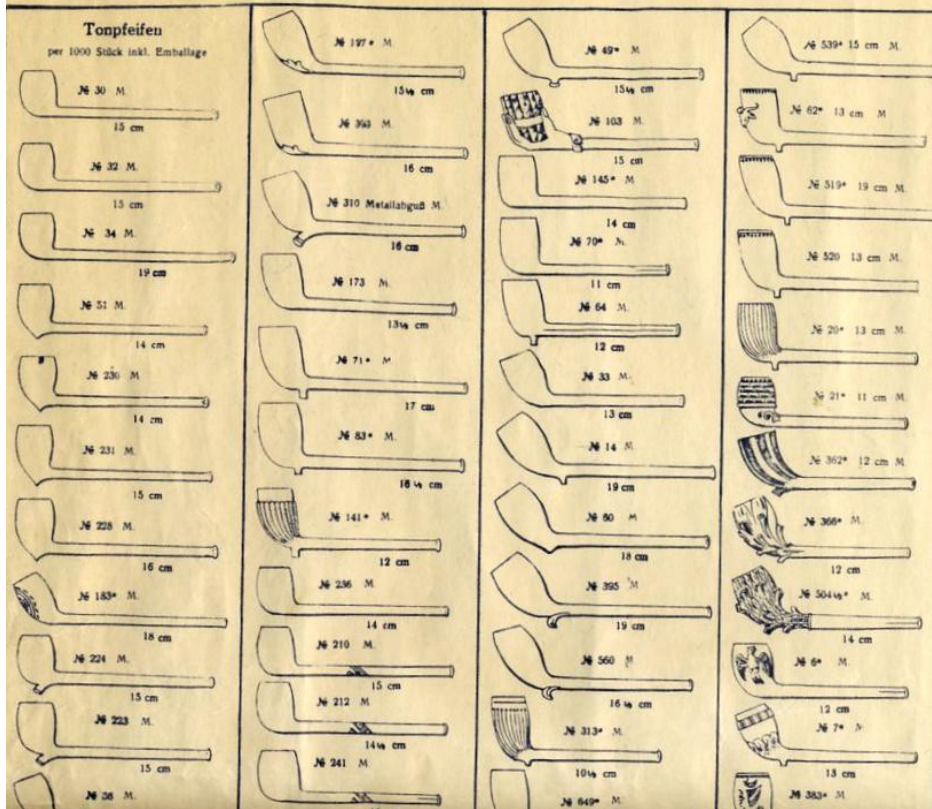 Tonpfeifen
per 1000 Stück inkl. Emballage
№ 30 M.
15 cm
№ 32 M.
15 cm
№ 34 M.
19 cm
№ 51 M.
14 cm
№ 230 M.
14 cm
№ 231 M.
15 cm
№ 228 M.
16 cm
№ 183* M.
18 cm
№ 224 M.
15 cm
№ 223 M.
15 cm
№ 36 M.
№ 197* M.
15½ cm
№ 393 M.
16 cm
№ 310 Metallabguß M.
16 cm
№ 173 M.
13½ cm
№ 71* M
17 cm
№ 83* M.
16 ½ cm
№ 141* M.
12 cm
№ 236 M
14 cm
№ 210 M
15 cm
№ 212 M
14½ cm
№ 241 M
№ 49* M
15½ cm
№ 103 M.
15 cm
№ 145* M
14 cm
№ 70* M.
11 cm
№ 64 M
12 cm
№ 33 M.
13 cm
№ 14 M
19 cm
№ 60 M
18 cm
№ 395 M
19 cm
№ 560 M
16 ½ cm
№ 313* M
10½ cm
№ 649* M.
№ 539* 15 cm M
№ 62* 13 cm M
№ 519* 19 cm M.
№ 520 13 cm M.
№ 20* 13 cm M.
№ 21* 11 cm M.
№ 362* 12 cm M
№ 366* M
12 cm
№ 504½* M.
14 cm
№ 6* M.
12 cm
№ 7* M
13 cm
№ 383* M.